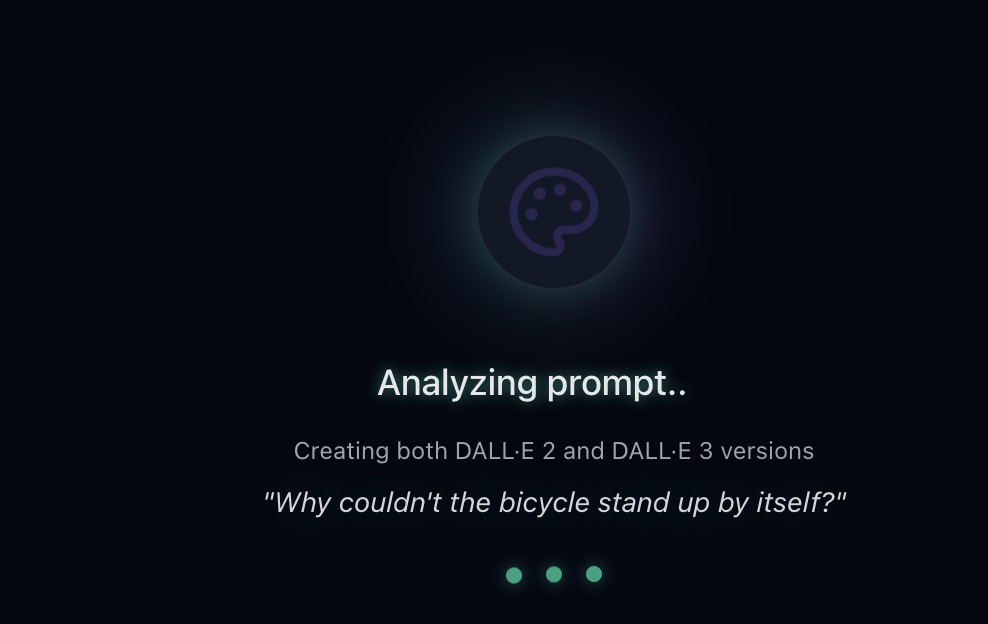 Analyzing prompt..
Creating both DALL·E 2 and DALL·E 3 versions
"Why couldn't the bicycle stand up by itself?"